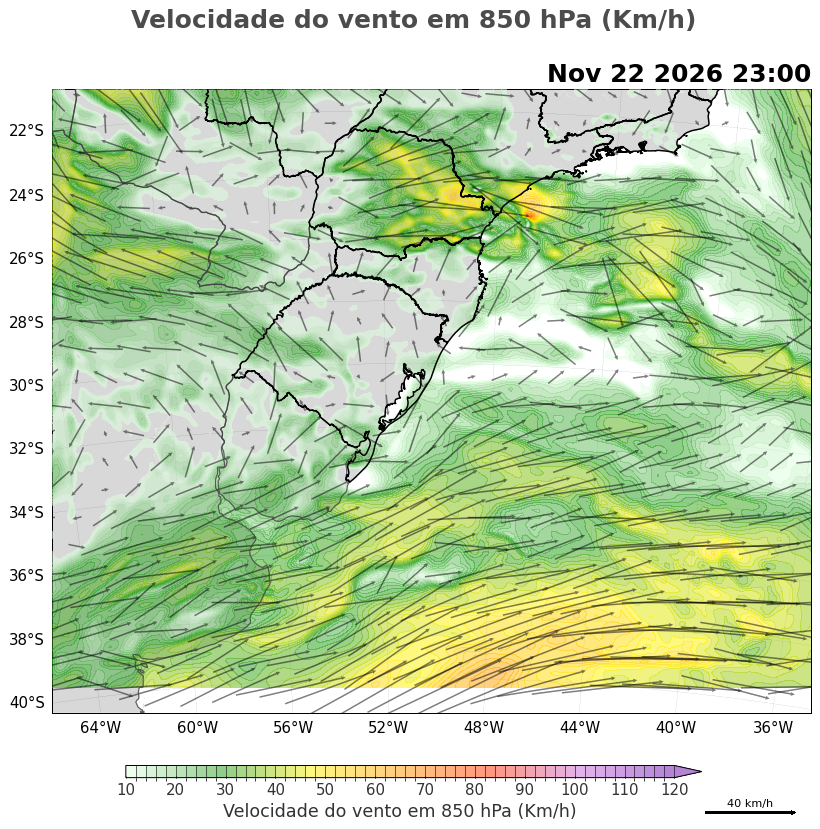 Velocidade do vento em 850 hPa (Km/h)
Nov 22 2026 23:00
22°S
24°S
26°S
28°S
30°S
32°S
34°S
36°S
38°S
40°S
64°W 60°W 56°W 52°W 48°W 44°W 40°W 36°W
10 20 30 40 50 60 70 80 90 100 110 120
Velocidade do vento em 850 hPa (Km/h)
40 km/h